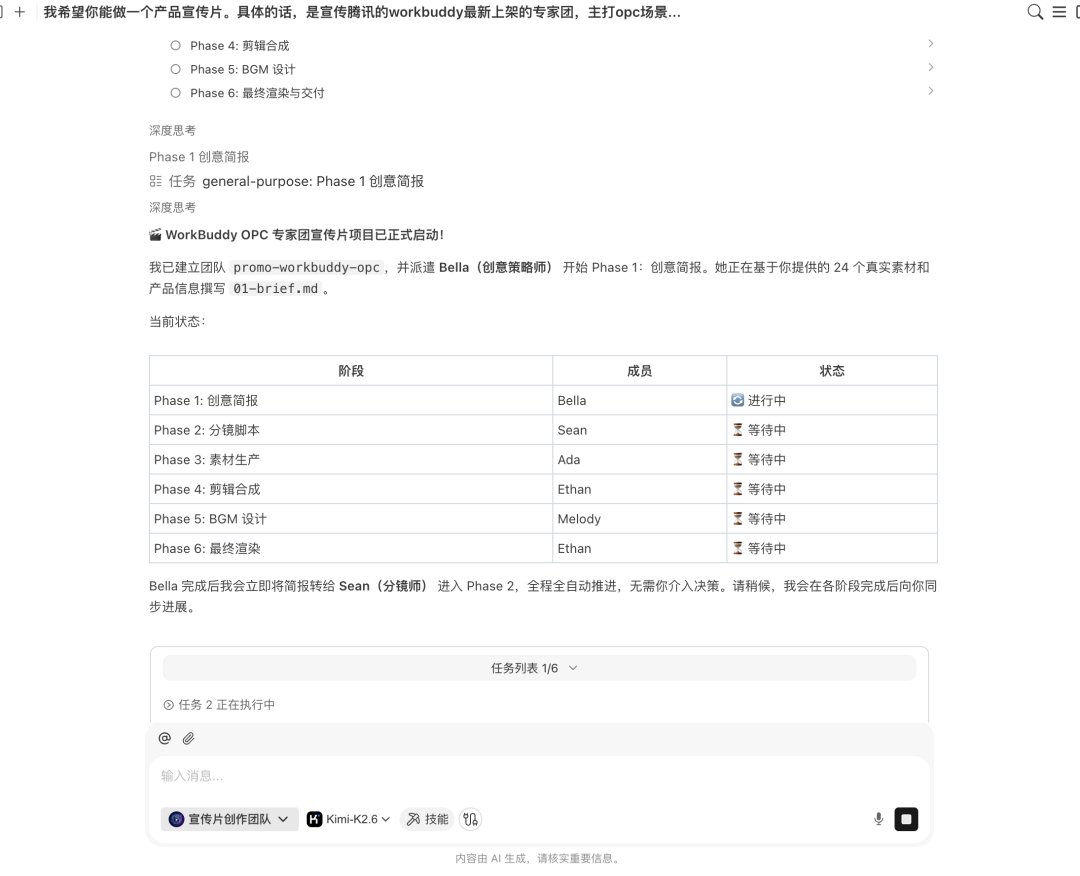 我希望你能做一个产品宣传片。具体的话，是宣传腾讯的workbuddy最新上架的专家团，主打opc场景...
Phase 4: 剪辑合成
Phase 5: BGM 设计
Phase 6: 最终渲染与交付
深度思考
Phase 1 创意简报
任务 general-purpose: Phase 1 创意简报
深度思考
🎬 WorkBuddy OPC 专家团宣传片项目已正式启动！
我已建立团队 promo-workbuddy-opc，并派遣 Bella（创意策略师） 开始 Phase 1：创意简报。她正在基于你提供的 24 个真实素材和
产品信息撰写 01-brief.md 。
当前状态：
阶段 成员 状态
Phase 1: 创意简报 Bella 🔄 进行中
Phase 2: 分镜脚本 Sean ⏳ 等待中
Phase 3: 素材生产 Ada ⏳ 等待中
Phase 4: 剪辑合成 Ethan ⏳ 等待中
Phase 5: BGM 设计 Melody ⏳ 等待中
Phase 6: 最终渲染 Ethan ⏳ 等待中
Bella 完成后我会立即将简报转给 Sean（分镜师） 进入 Phase 2，全程全自动推进，无需你介入决策。请稍候，我会在各阶段完成后向你同
步进展。
任务列表 1/6
任务 2 正在执行中
@
输入消息...
宣传片创作团队 Kimi-K2.6 技能
内容由 AI 生成，请核实重要信息。